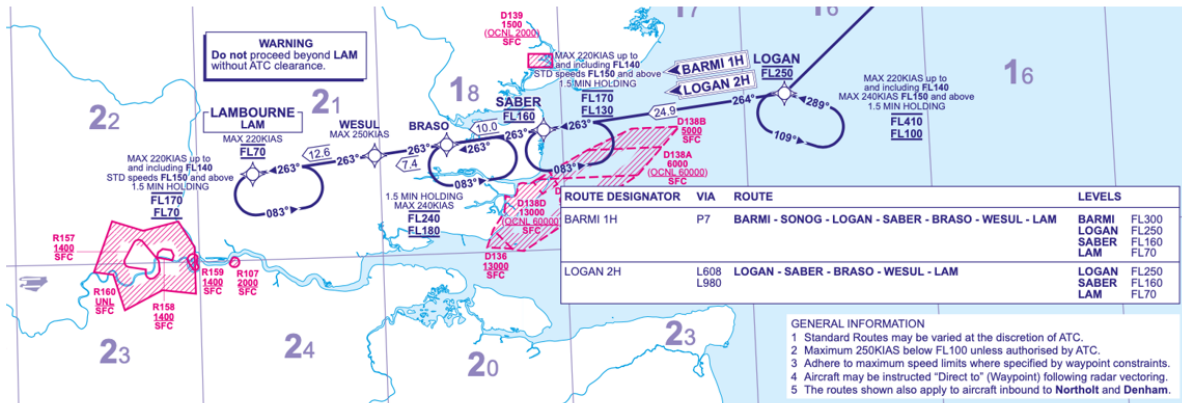 D139
1500
(OCNL 2000)
SFC
17
16
WARNING
Do not proceed beyond LAM
without ATC clearance.
MAX 220KIAS up to
and including FL140
STD speeds FL150 and above
1.5 MIN HOLDING
FL170
FL130
BARMI 1H
LOGAN 2H
LOGAN
FL250
MAX 220KIAS up to
and including FL140
MAX 240KIAS FL150 and above
1.5 MIN HOLDING
FL410
FL100
16
22
21
18
SABER
FL160
264°
289°
109°
24.9
LAMBOURNE
LAM
MAX 220KIAS
FL70
WESUL
MAX 250KIAS
BRASO
10.0
263°
263°
083°
D138B
5000
SFC
D138A
6000
(OCNL 60000)
SFC
MAX 220KIAS up to
and including FL140
STD speeds FL150 and above
1.5 MIN HOLDING
FL170
FL70
263°
12.6
263°
263°
7.4
263°
083°
083°
1.5 MIN HOLDING
MAX 240KIAS
FL240
FL180
D138D
13000
(OCNL 60000)
SFC
D136
13000
SFC
R157
1400
SFC
R160
UNL
SFC
R158
1400
SFC
R159
1400
SFC
R107
2000
SFC
ROUTE DESIGNATOR VIA ROUTE LEVELS
BARMI 1H P7 BARMI - SONOG - LOGAN - SABER - BRASO - WESUL - LAM BARMI FL300
LOGAN FL250
SABER FL160
LAM FL70
LOGAN 2H L608 LOGAN - SABER - BRASO - WESUL - LAM LOGAN FL250
L980 SABER FL160
LAM FL70
23
24
20
23
GENERAL INFORMATION
1 Standard Routes may be varied at the discretion of ATC.
2 Maximum 250KIAS below FL100 unless authorised by ATC.
3 Adhere to maximum speed limits where specified by waypoint constraints.
4 Aircraft may be instructed "Direct to" (Waypoint) following radar vectoring.
5 The routes shown also apply to aircraft inbound to Northolt and Denham.